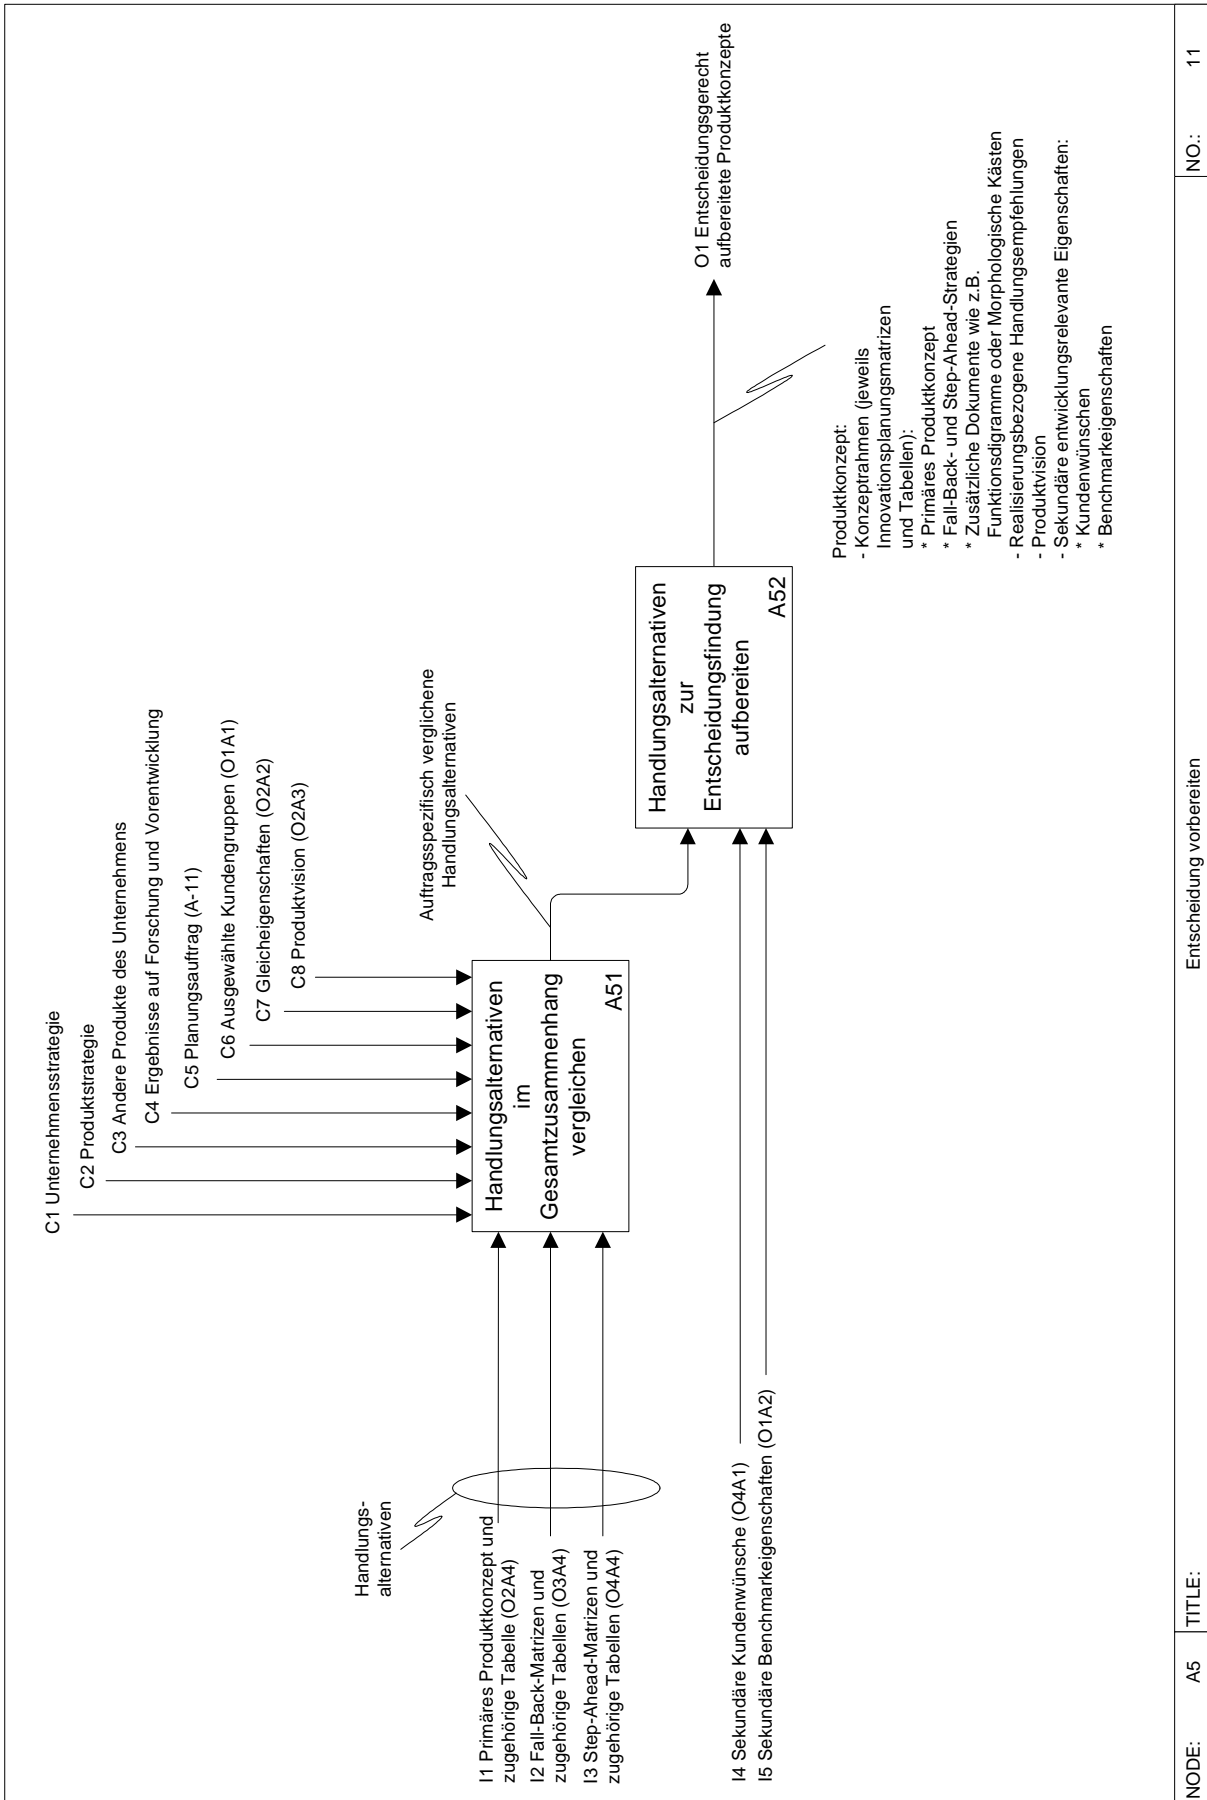 C1 Unternehmensstrategie
C2 Produktstrategie
C3 Andere Produkte des Unternehmens
C4 Ergebnisse auf Forschung und Vorentwicklung
C5 Planungsauftrag (A-11)
C6 Ausgewählte Kundengruppen (O1A1)
C7 Gleicheigenschaften (O2A2)
C8 Produktvision (O2A3)
Handlungs-
alternativen
I1 Primäres Produktkonzept und
zugehörige Tabelle (O2A4)
I2 Fall-Back-Matrizen und
zugehörige Tabellen (O3A4)
I3 Step-Ahead-Matrizen und
zugehörige Tabellen (O4A4)
Handlungsalternativen
im
Gesamtzusammenhang
vergleichen
A51
Auftragsspezifisch verglichene
Handlungsalternativen
I4 Sekundäre Kundenwünsche (O4A1)
I5 Sekundäre Benchmarkeigenschaften (O1A2)
Handlungsalternativen
zur
Entscheidungsfindung
aufbereiten
A52
O1 Entscheidungsgerecht
aufbereitete Produktkonzepte
Produktkonzept:
- Konzeptrahmen (jeweils
Innovationsplanungsmatrizen
und Tabellen):
* Primäres Produktkonzept
* Fall-Back- und Step-Ahead-Strategien
* Zusätzliche Dokumente wie z.B.
Funktionsdigramme oder Morphologische Kästen
- Realisierungsbezogene Handlungsempfehlungen
- Produktvision
- Sekundäre entwicklungsrelevante Eigenschaften:
* Kundenwünschen
* Benchmarkeigenschaften
NODE: A5 TITLE: Entscheidung vorbereiten NO.: 11